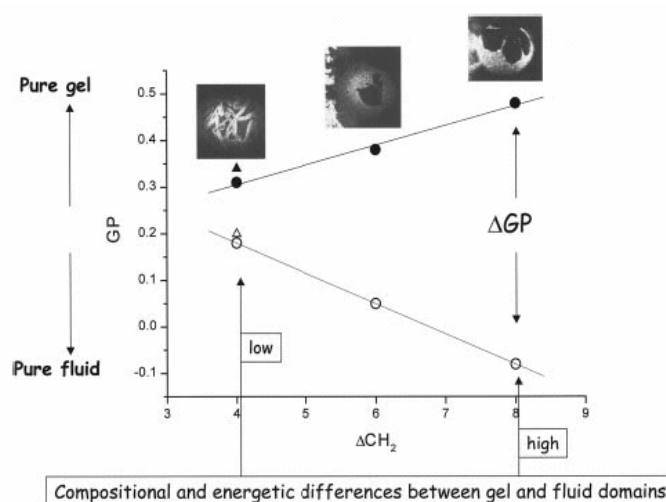 Pure gel
0.5
0.4
0.3
0.2
0.1
0.0
-0.1
GP
ΔGP
low
Pure fluid
3 4 5 6 7 8 9
ΔCH₂
high
Compositional and energetic differences between gel and fluid domains